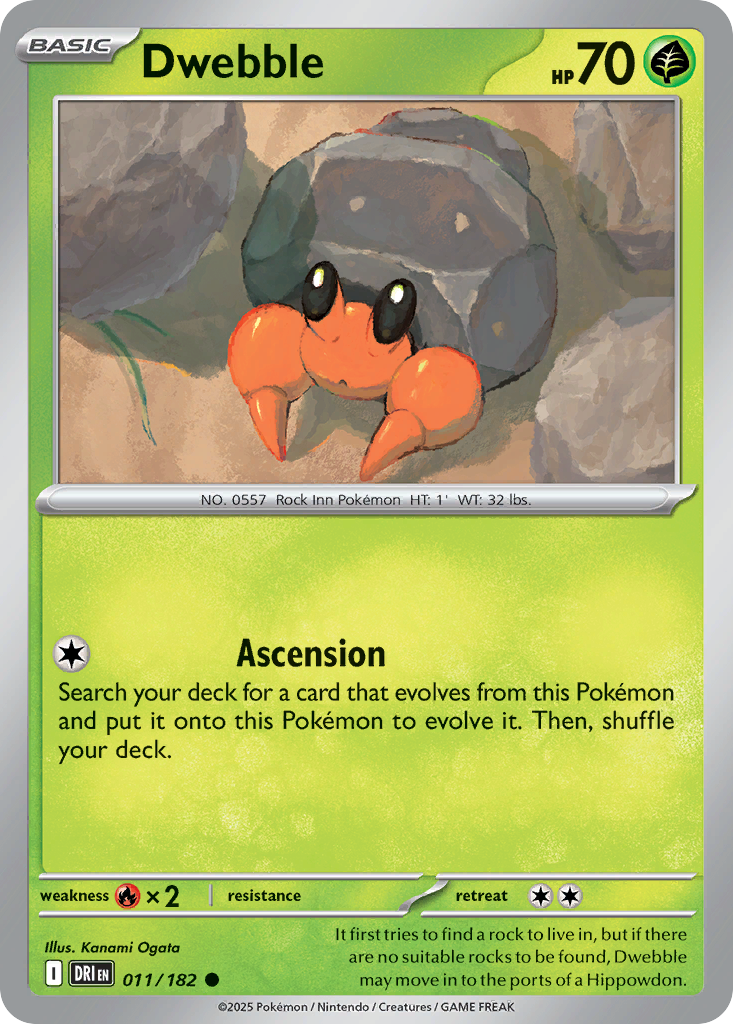 BASIC
Dwebble
HP 70
NO. 0557 Rock Inn Pokémon HT: 1' WT: 32 lbs.
Ascension
Search your deck for a card that evolves from this Pokémon
and put it onto this Pokémon to evolve it. Then, shuffle
your deck.
weakness ×2 resistance retreat
Illus. Kanami Ogata
It first tries to find a rock to live in, but if there
are no suitable rocks to be found, Dwebble
may move in to the ports of a Hippowdon.
I DRI EN 011/182
©2025 Pokémon / Nintendo / Creatures / GAME FREAK